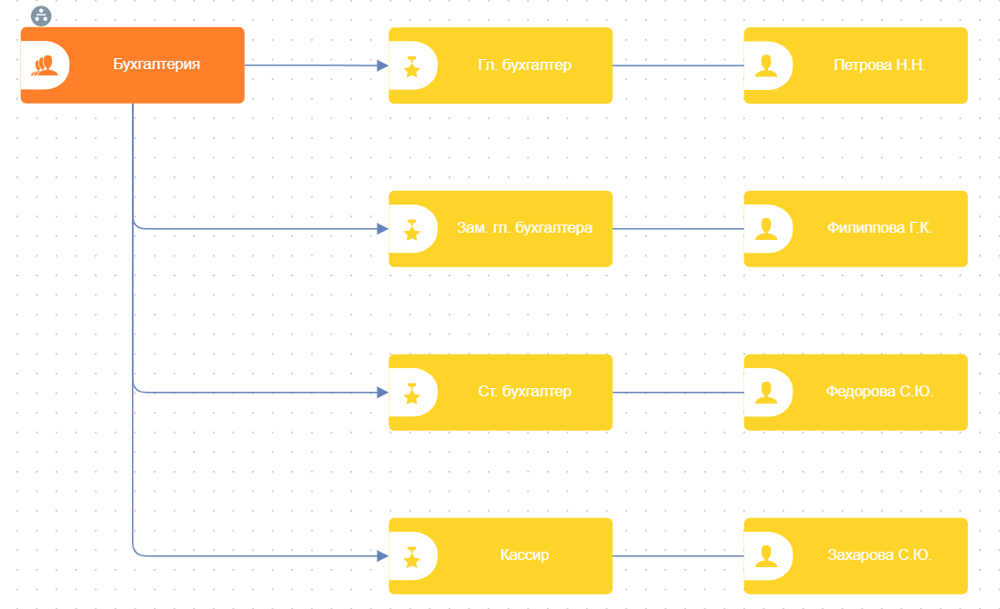 Бухгалтерия
Гл. бухгалтер
Петрова Н.Н.
Зам. гл. бухгалтера
Филиппова Г.К.
Ст. бухгалтер
Федорова С.Ю.
Кассир
Захарова С.Ю.